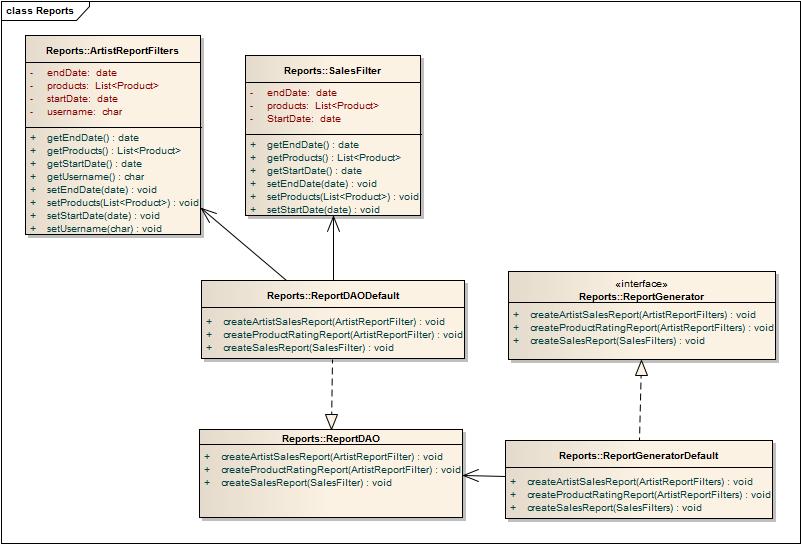 class Reports
Reports::ArtistReportFilters
- endDate: date
- products: List<Product>
- startDate: date
- username: char
+ getEndDate() : date
+ getProducts() : List<Product>
+ getStartDate() : date
+ getUsername() : char
+ setEndDate(date) : void
+ setProducts(List<Product>) : void
+ setStartDate(date) : void
+ setUsername(char) : void
Reports::SalesFilter
- endDate: date
- products: List<Product>
- StartDate: date
+ getEndDate() : date
+ getProducts() : List<Product>
+ getStartDate() : date
+ setEndDate(date) : void
+ setProducts(List<Product>) : void
+ setStartDate(date) : void
Reports::ReportDAODefault
+ createArtistSalesReport(ArtistReportFilter) : void
+ createProductRatingReport(ArtistReportFilter) : void
+ createSalesReport(SalesFilter) : void
«interface»
Reports::ReportGenerator
+ createArtistSalesReport(ArtistReportFilters) : void
+ createProductRatingReport(ArtistReportFilters) : void
+ createSalesReport(SalesFilters) : void
Reports::ReportDAO
+ createArtistSalesReport(ArtistReportFilter) : void
+ createProductRatingReport(ArtistReportFilter) : void
+ createSalesReport(SalesFilter) : void
Reports::ReportGeneratorDefault
+ createArtistSalesReport(ArtistReportFilters) : void
+ createProductRatingReport(ArtistReportFilters) : void
+ createSalesReport(SalesFilters) : void